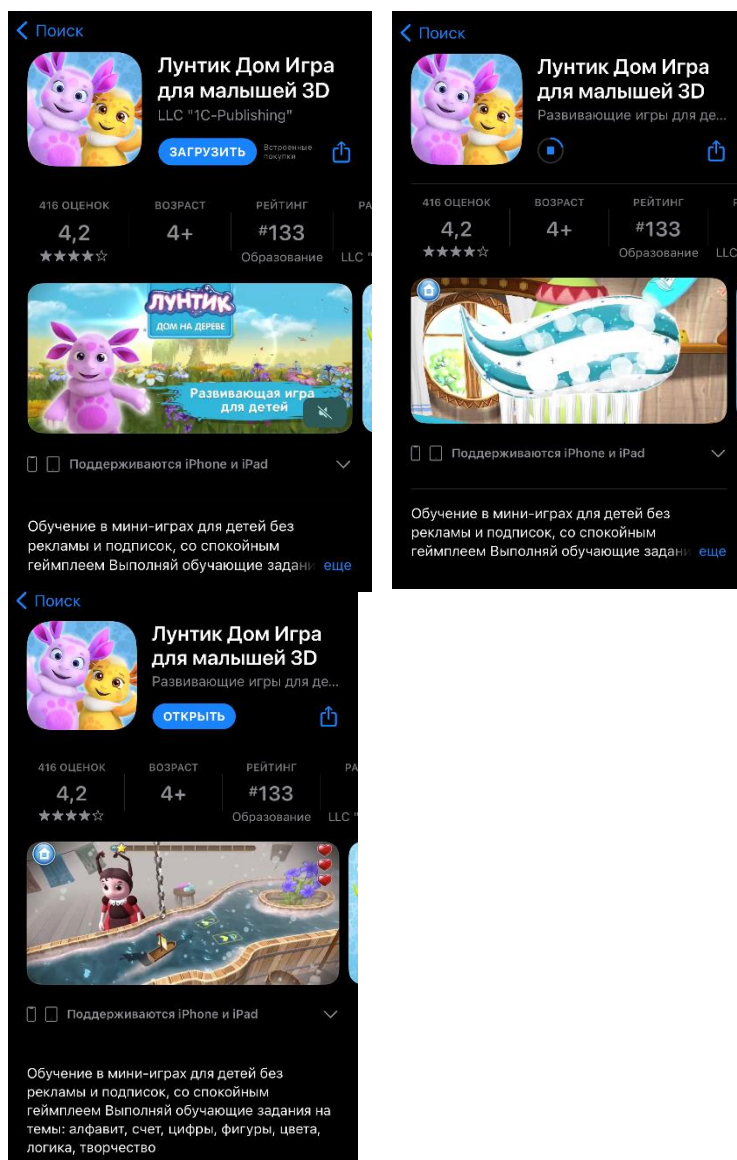 Поиск
Лунтик Дом Игра
для малышей 3D
LLC "1C-Publishing"
ЗАГРУЗИТЬ
Встроенные
покупки
416 ОЦЕНОК
ВОЗРАСТ
РЕЙТИНГ
РА
4,2
4+
#133
Образование
LLC "
ЛУНТИК
ДОМ НА ДЕРЕВЕ
Развивающая игра
для детей
Поддерживаются iPhone и iPad
Обучение в мини-играх для детей без
рекламы и подписок, со спокойным
геймплеем Выполняй обучающие задани еще
Поиск
Лунтик Дом Игра
для малышей 3D
Развивающие игры для де...
416 ОЦЕНОК
ВОЗРАСТ
РЕЙТИНГ
4,2
4+
#133
Образование
LLC
Поддерживаются iPhone и iPad
Обучение в мини-играх для детей без
рекламы и подписок, со спокойным
геймплеем Выполняй обучающие задани еще
Поиск
Лунтик Дом Игра
для малышей 3D
Развивающие игры для де...
ОТКРЫТЬ
416 ОЦЕНОК
ВОЗРАСТ
РЕЙТИНГ
РА
4,2
4+
#133
Образование
LLC "
Поддерживаются iPhone и iPad
Обучение в мини-играх для детей без
рекламы и подписок, со спокойным
геймплеем Выполняй обучающие задания на
темы: алфавит, счет, цифры, фигуры, цвета,
логика, творчество